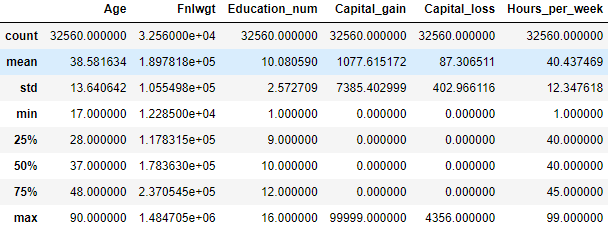 Age Fnlwgt Education_num Capital_gain Capital_loss Hours_per_week
count 32560.000000 3.256000e+04 32560.000000 32560.000000 32560.000000 32560.000000
mean 38.581634 1.897818e+05 10.080590 1077.615172 87.306511 40.437469
std 13.640642 1.055498e+05 2.572709 7385.402999 402.966116 12.347618
min 17.000000 1.228500e+04 1.000000 0.000000 0.000000 1.000000
25% 28.000000 1.178315e+05 9.000000 0.000000 0.000000 40.000000
50% 37.000000 1.783630e+05 10.000000 0.000000 0.000000 40.000000
75% 48.000000 2.370545e+05 12.000000 0.000000 0.000000 45.000000
max 90.000000 1.484705e+06 16.000000 99999.000000 4356.000000 99.000000